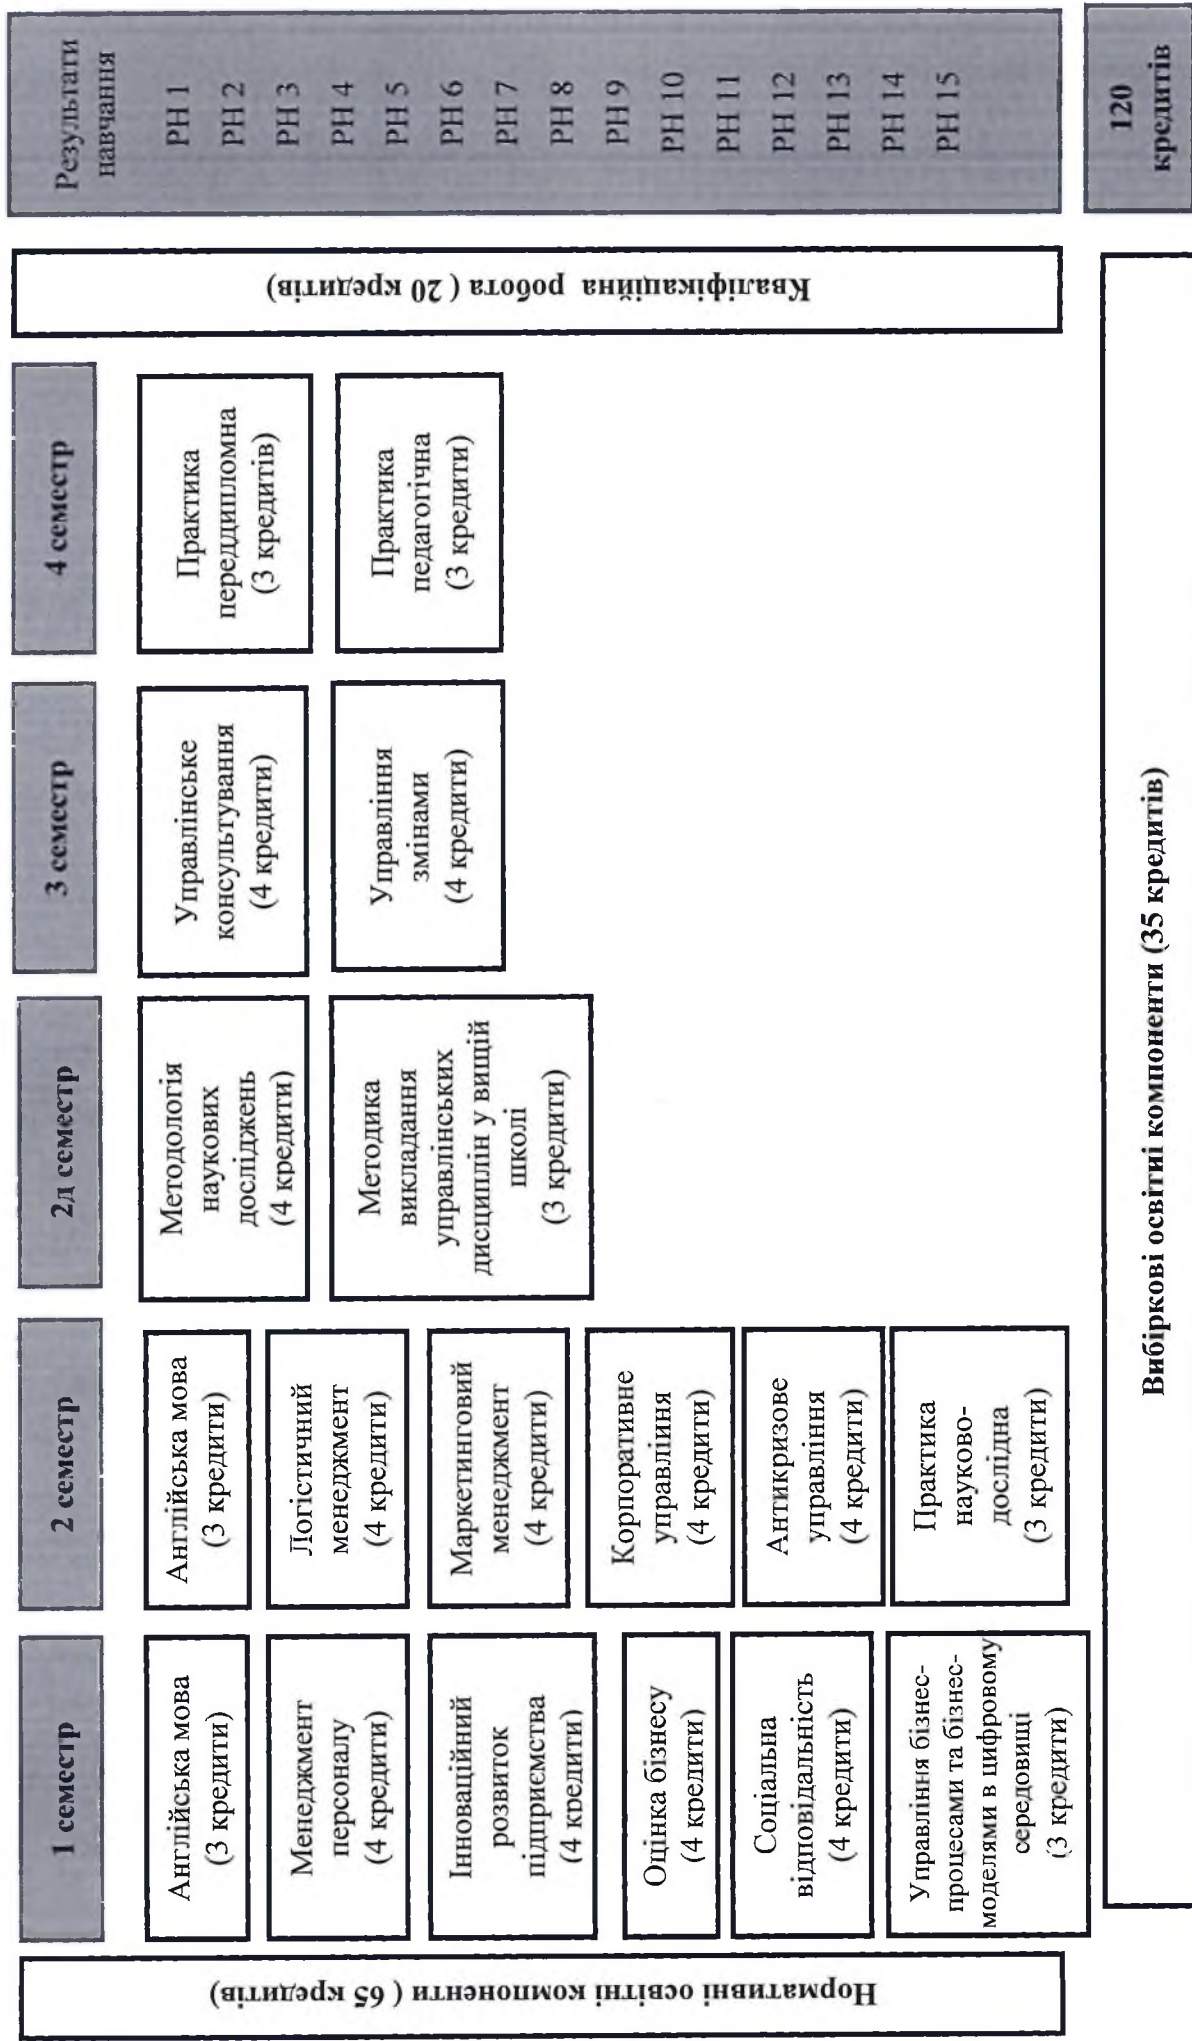 Нормативні освітні компоненти ( 65 кредитів)
1 семестр
Англійська мова
(3 кредити)
Менеджмент
персоналу
(4 кредити)
Інноваційний
розвиток
підприємства
(4 кредити)
Оцінка бізнесу
(4 кредити)
Соціальна
відповідальність
(4 кредити)
Управління бізнес-
процесами та бізнес-
моделями в цифровому
середовищі
(3 кредити)
2 семестр
Англійська мова
(3 кредити)
Логістичний
менеджмент
(4 кредити)
Маркетинговий
менеджмент
(4 кредити)
Корпоративне
управління
(4 кредити)
Антикризове
управління
(4 кредити)
Практика
науково-
дослідна
(3 кредити)
2д семестр
Методологія
наукових
досліджень
(4 кредити)
Методика
викладання
управлінських
дисциплін у вищій
школі
(3 кредити)
3 семестр
Управлінське
консультування
(4 кредити)
Управління
змінами
(4 кредити)
4 семестр
Практика
переддипломна
(3 кредитів)
Практика
педагогічна
(3 кредити)
Кваліфікаційна робота ( 20 кредитів)
Результати
навчання
РН 1
РН 2
РН 3
РН 4
РН 5
РН 6
РН 7
РН 8
РН 9
РН 10
РН 11
РН 12
РН 13
РН 14
РН 15
Вибіркові освітні компоненти (35 кредитів)
120
кредитів